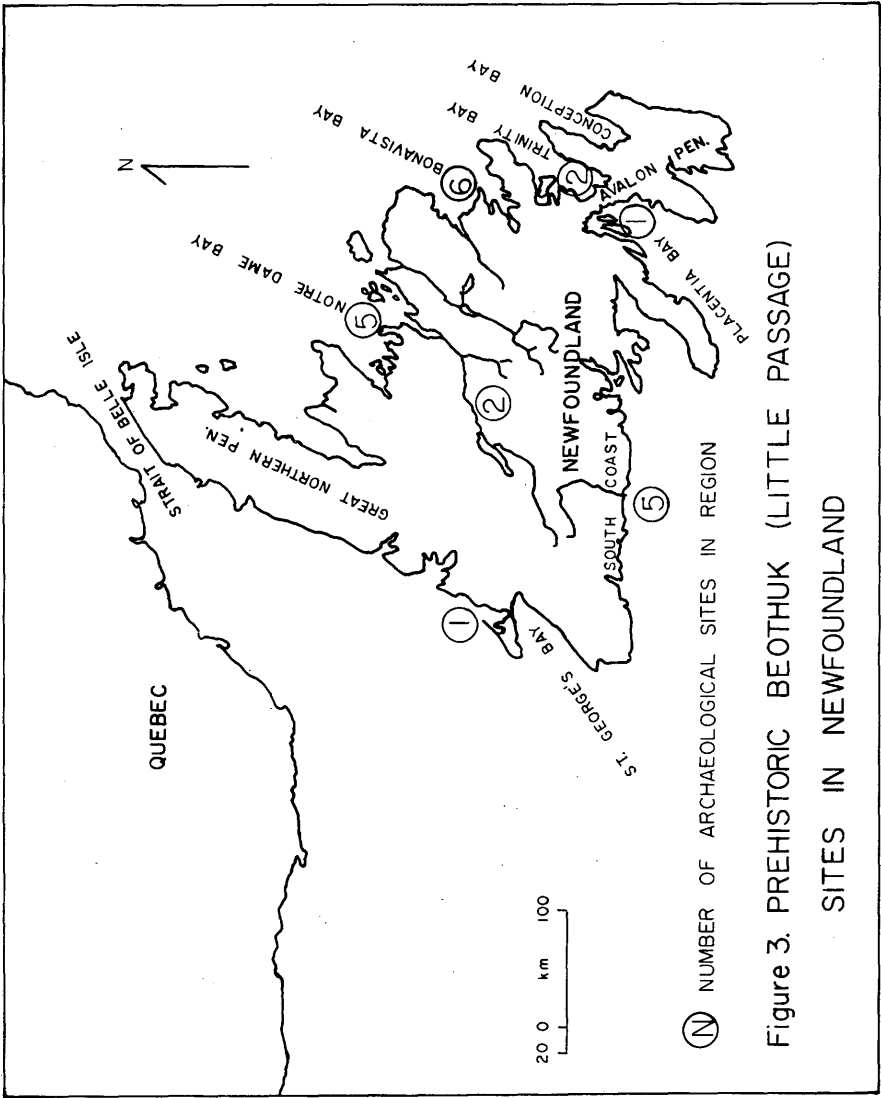 N
QUEBEC
STRAIT OF BELLE ISLE
GREAT NORTHERN PEN.
NOTRE DAME BAY
5
BONAVISTA BAY
6
TRINITY BAY
2
CONCEPTION BAY
AVALON PEN.
1
PLACENTIA BAY
2
NEWFOUNDLAND
SOUTH COAST
5
1
ST. GEORGE'S BAY
20 0 km 100
N NUMBER OF ARCHAEOLOGICAL SITES IN REGION
Figure 3. PREHISTORIC BEOTHUK (LITTLE PASSAGE)
SITES IN NEWFOUNDLAND